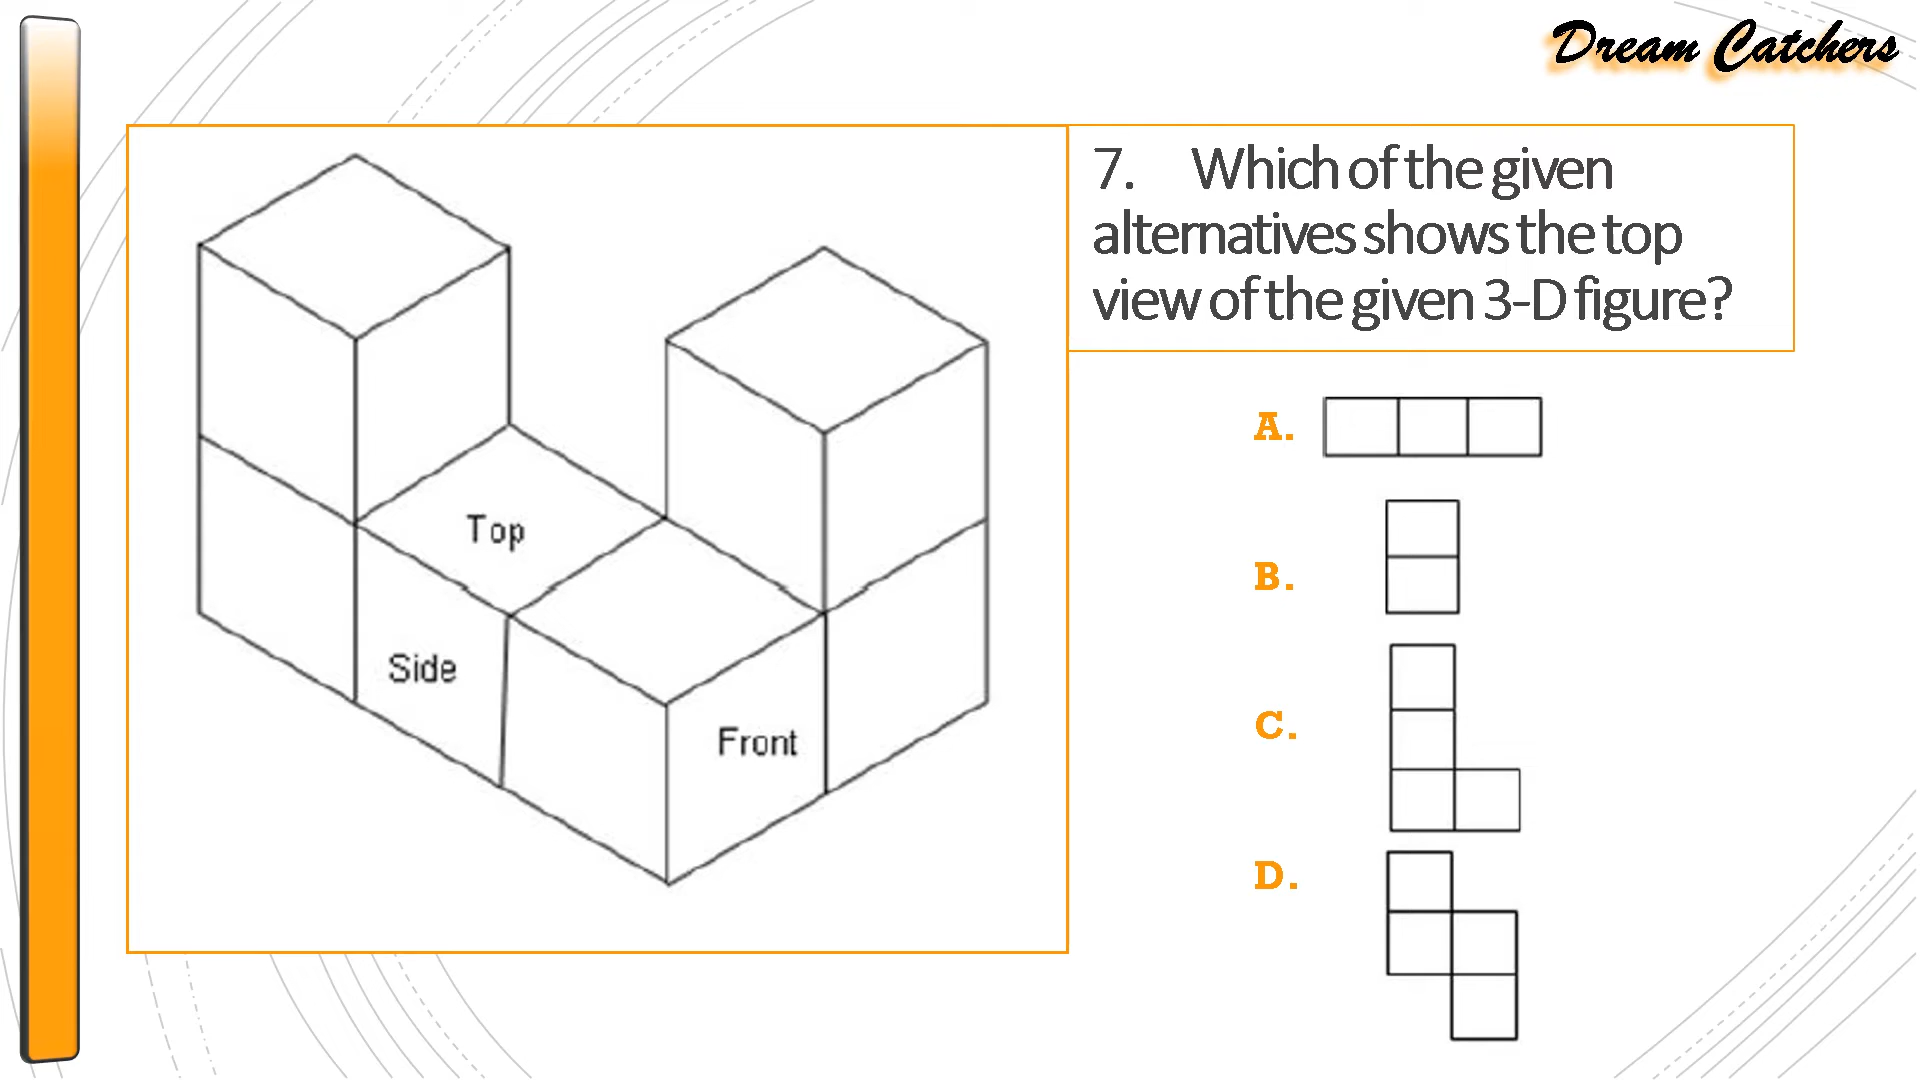 Dream Catchers
7. Which of the given
alternatives shows the top
view of the given 3-D figure?
Top
Side
Front
A.
B.
C.
D.